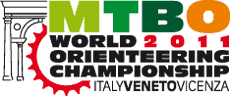 MTBO
WORLD 2011
ORIENTEERING
CHAMPIONSHIP
ITALYVENETOVICENZA